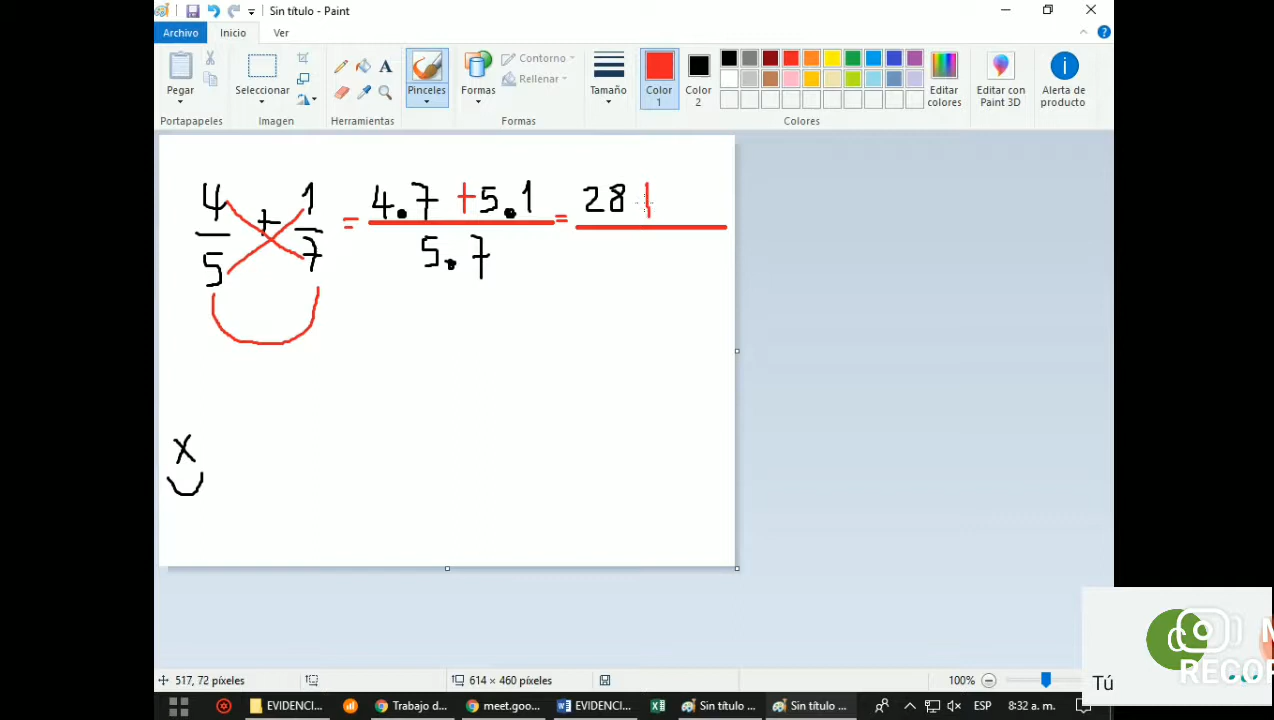 Sin título - Paint
Archivo Inicio Ver
Pegar Seleccionar Pinceles Formas Contorno Rellenar Tamaño Color 1 Color 2 Editar colores Editar con Paint 3D Alerta de producto
Portapapeles Imagen Herramientas Formas Colores
4 + 1 = 4.7 + 5.1 = 28
5 7 5.7
x
517, 72 píxeles 614 × 460 píxeles 100%
Tú
RECOR
EVIDENCI... Trabajo d... meet.goo... EVIDENCI... Sin título ... Sin título ... ESP 8:32 a. m.